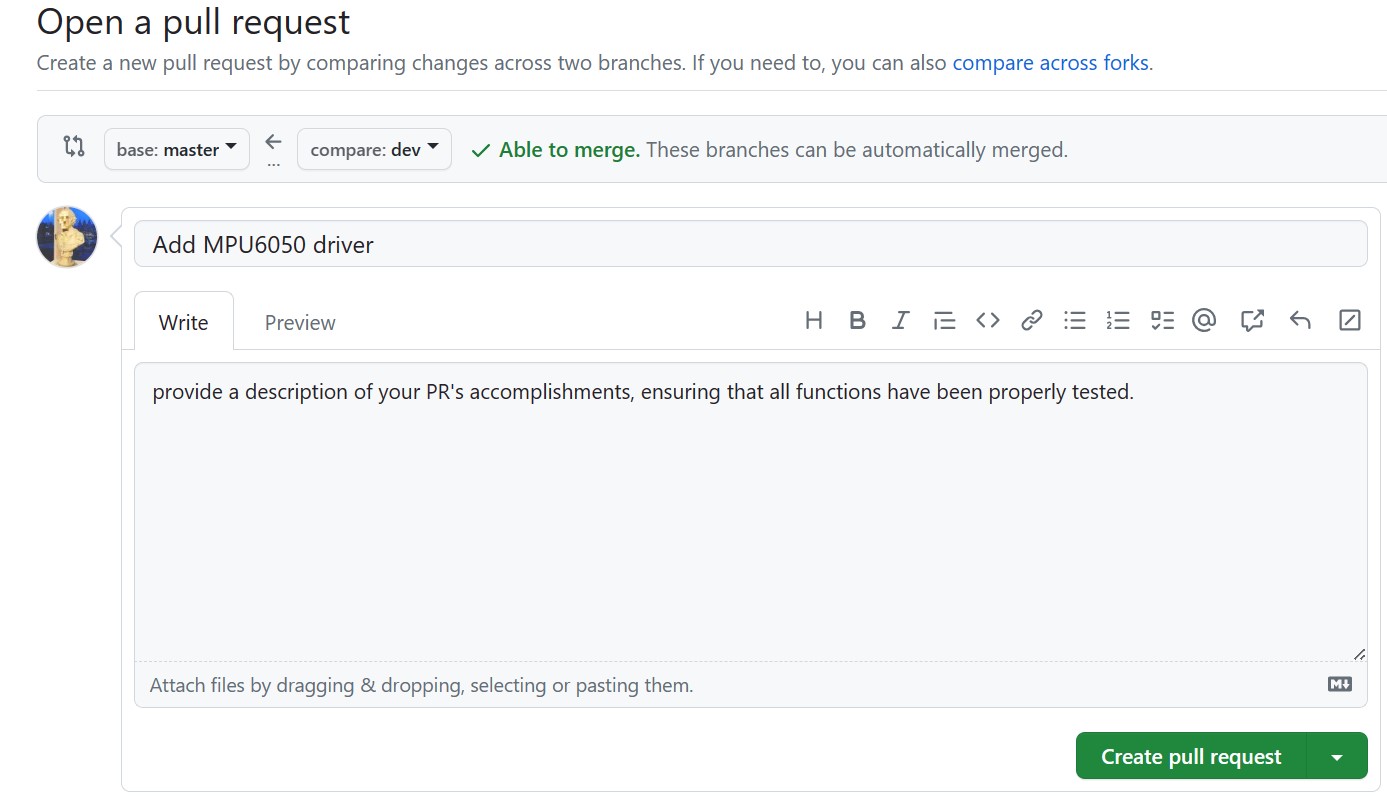 Open a pull request
Create a new pull request by comparing changes across two branches. If you need to, you can also compare across forks.
base: master
...
compare: dev
Able to merge. These branches can be automatically merged.
Add MPU6050 driver
Write
Preview
provide a description of your PR's accomplishments, ensuring that all functions have been properly tested.
Attach files by dragging & dropping, selecting or pasting them.
Create pull request